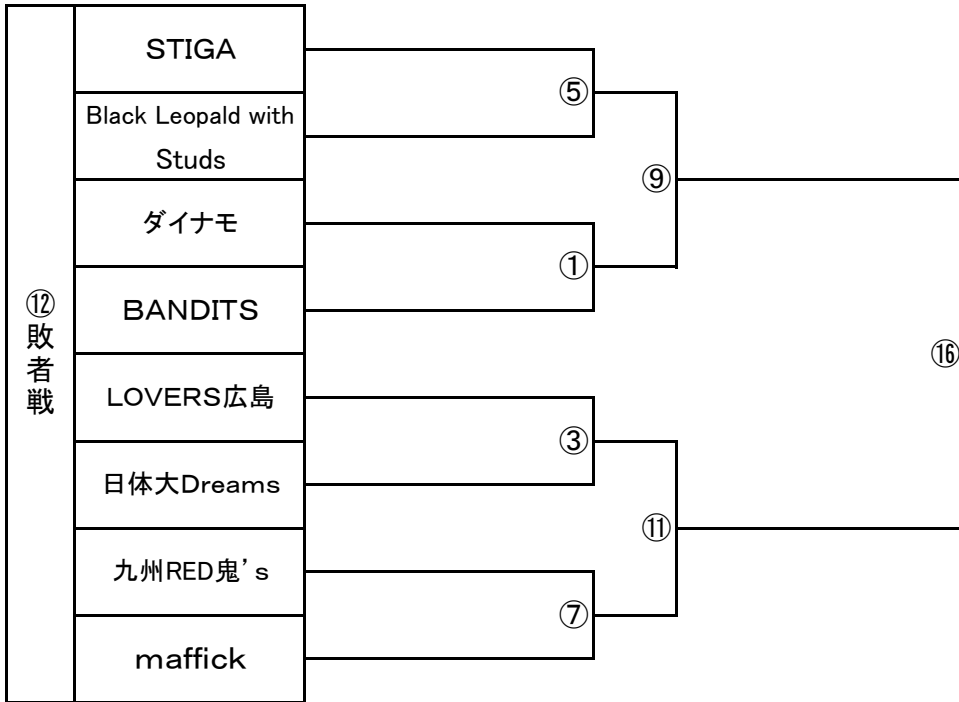 STIGA
⑤
Black Leopald with
Studs
⑨
ダイナモ
①
BANDITS
⑫
敗
者
戦
⑯
LOVERS広島
③
日体大Dreams
⑪
九州RED鬼’s
⑦
maffick